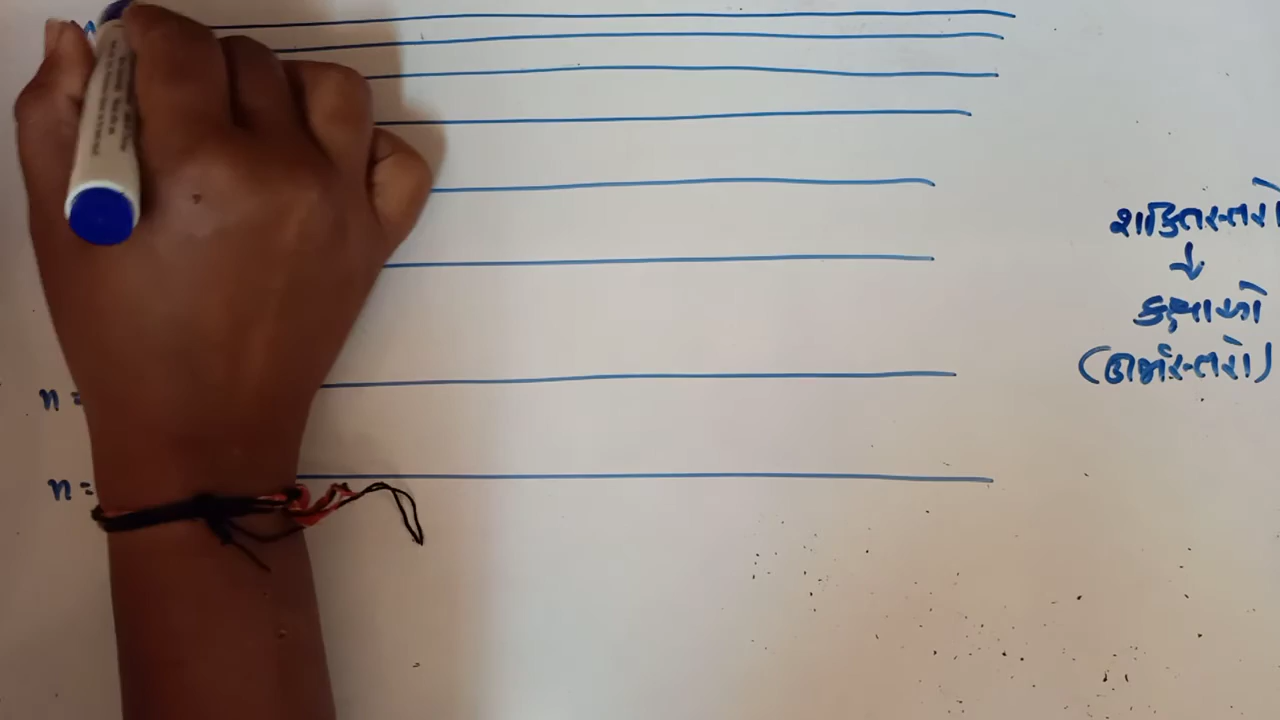 શક્તિસ્તરો
↓
કક્ષાઓ
(ઊર્જાસ્તરો)
n =
n =